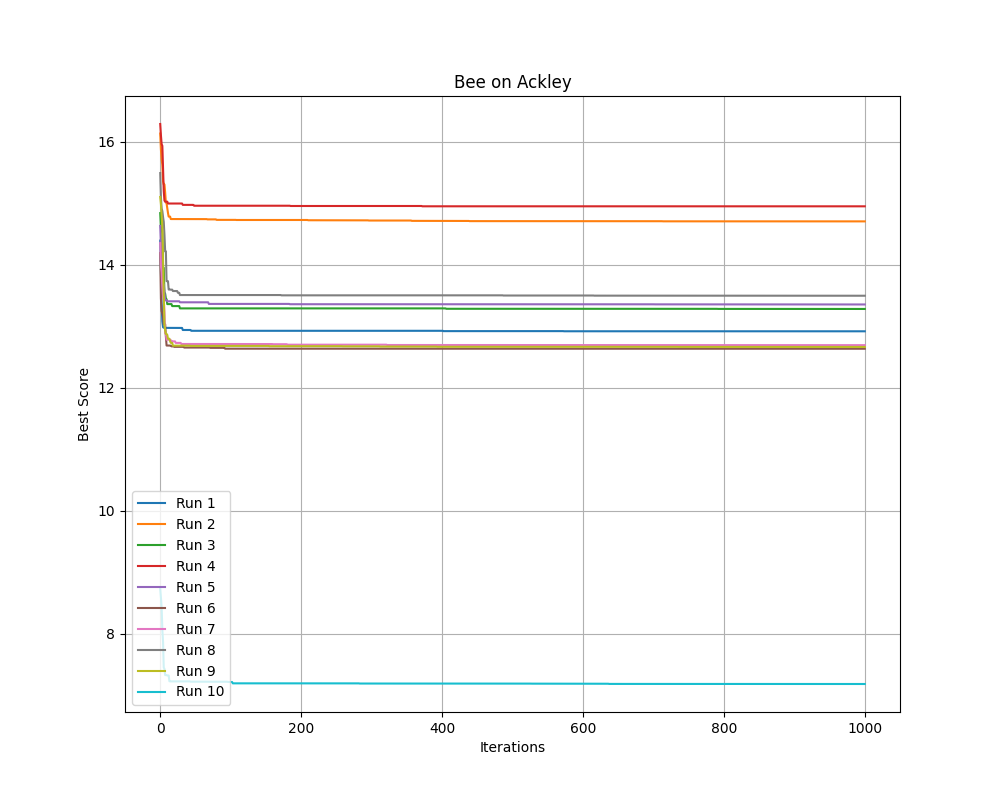 Bee on Ackley
16
14
12
10
8
Best Score
Run 1
Run 2
Run 3
Run 4
Run 5
Run 6
Run 7
Run 8
Run 9
Run 10
0 200 400 600 800 1000
Iterations